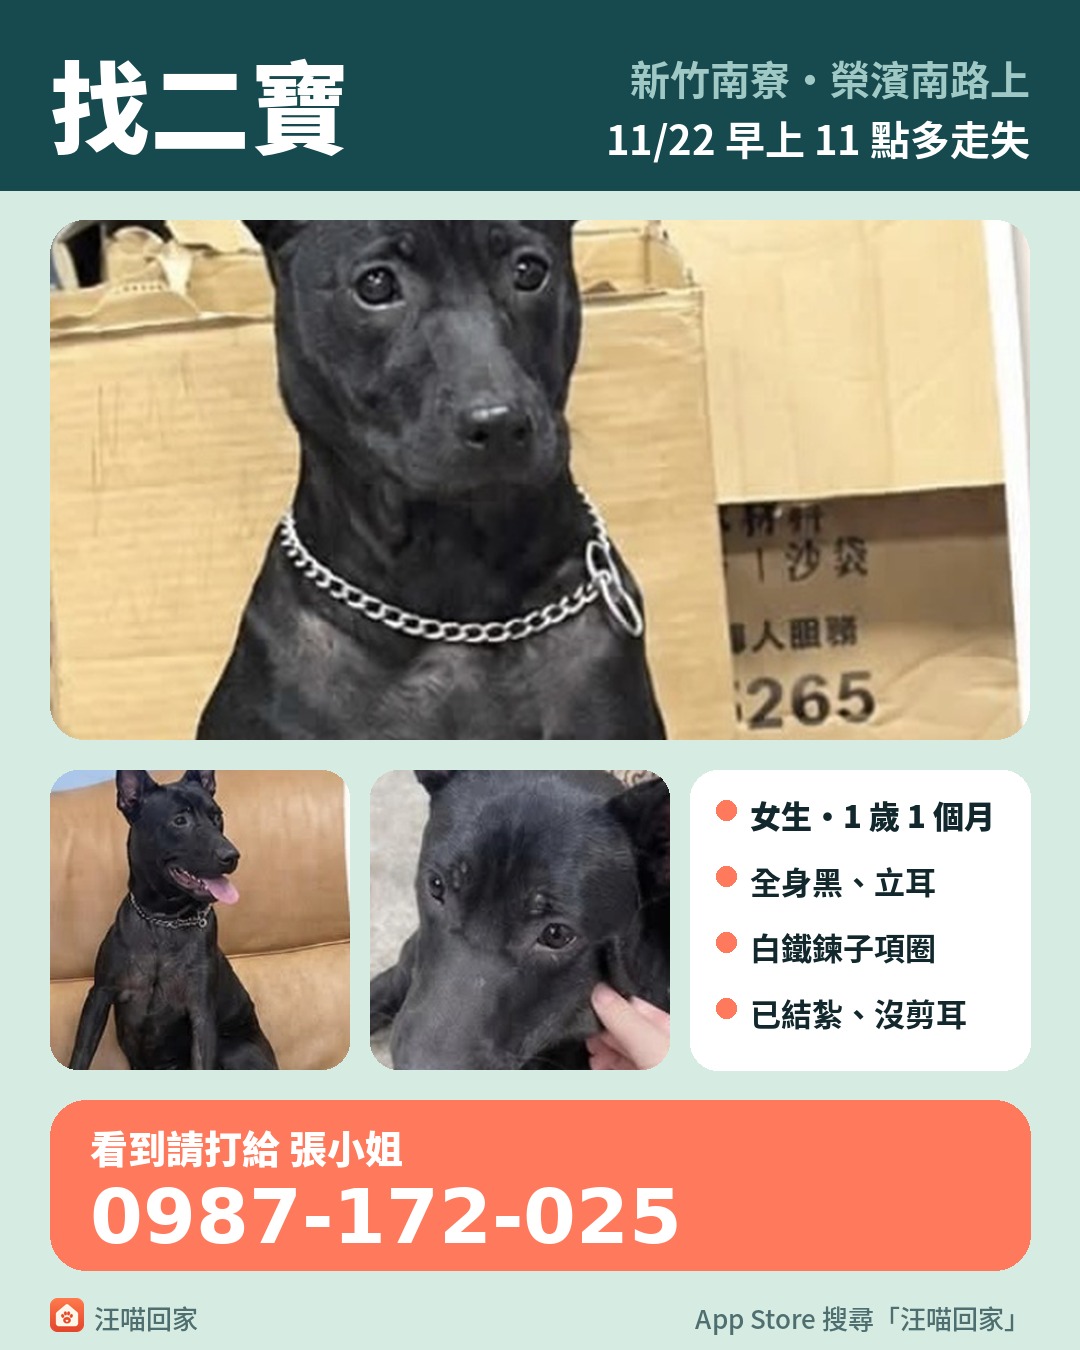 找二寶
新竹南寮・榮濱南路上
11/22 早上 11 點多走失
沙袋
265
女生・1 歲 1 個月
全身黑、立耳
白鐵鍊子項圈
已結紮、沒剪耳
看到請打給 張小姐
0987-172-025
汪喵回家
App Store 搜尋「汪喵回家」